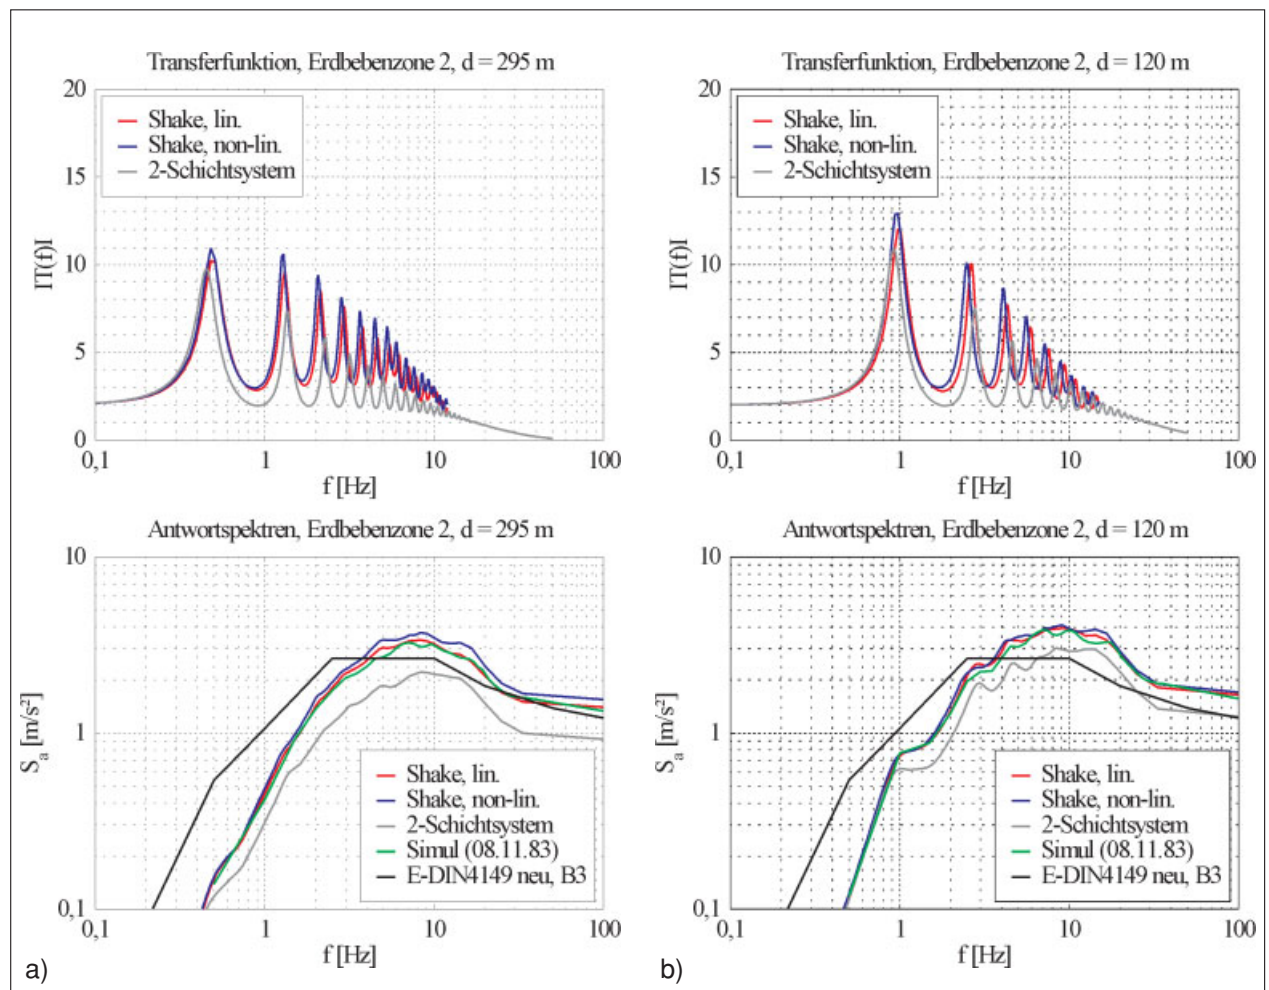 Transferfunktion, Erdbebenzone 2, d = 295 m
20
15
10
5
0
IT(f)I
Shake, lin.
Shake, non-lin.
2-Schichtsystem
0,1
1
10
100
f [Hz]
Transferfunktion, Erdbebenzone 2, d = 120 m
20
15
10
5
0
IT(f)I
Shake, lin.
Shake, non-lin.
2-Schichtsystem
0,1
1
10
100
f [Hz]
Antwortspektren, Erdbebenzone 2, d = 295 m
10
1
0,1
Sa [m/s²]
Shake, lin.
Shake, non-lin.
2-Schichtsystem
Simul (08.11.83)
E-DIN4149 neu, B3
0,1
1
10
100
f [Hz]
a)
Antwortspektren, Erdbebenzone 2, d = 120 m
10
1
0,1
Sa [m/s²]
Shake, lin.
Shake, non-lin.
2-Schichtsystem
Simul (08.11.83)
E-DIN4149 neu, B3
0,1
1
10
100
f [Hz]
b)